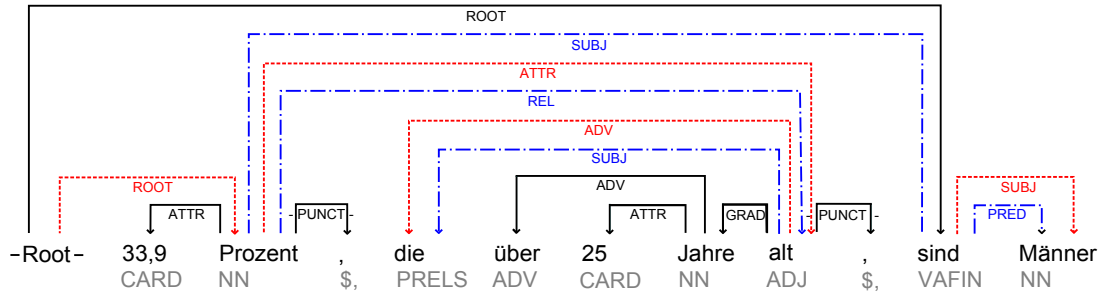 ROOT
SUBJ
ATTR
REL
ADV
SUBJ
ROOT ADV SUBJ
ATTR -PUNCT- ATTR GRAD -PUNCT- PRED
-Root- 33,9 Prozent , die über 25 Jahre alt , sind Männer
CARD NN $, PRELS ADV CARD NN ADJ $, VAFIN NN